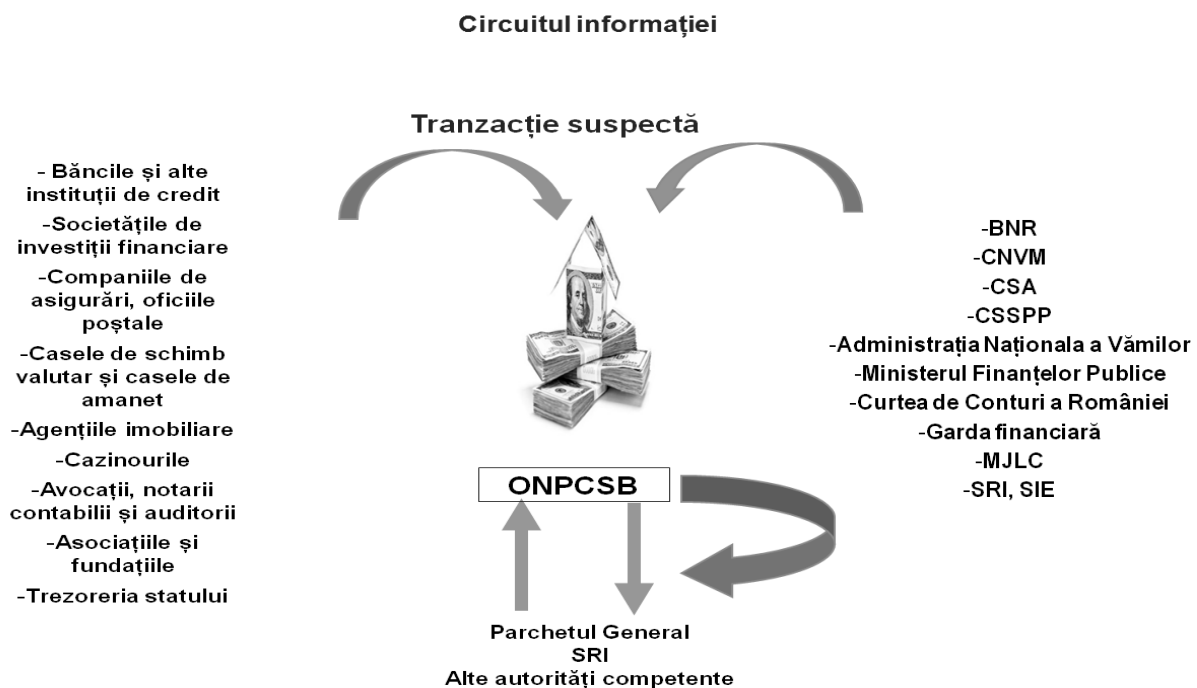 Circuitul informației
Tranzacție suspectă
- Băncile și alte
instituții de credit
-Societățile de
investiții financiare
-Companiile de
asigurări, oficiile
poștale
-Casele de schimb
valutar și casele de
amanet
-Agențiile imobiliare
-Cazinourile
-Avocații, notarii
contabilii și auditorii
-Asociațiile și
fundațiile
-Trezoreria statului
-BNR
-CNVM
-CSA
-CSSPP
-Administrația Naționala a Vămilor
-Ministerul Finanțelor Publice
-Curtea de Conturi a României
-Garda financiară
-MJLC
-SRI, SIE
ONPCSB
Parchetul General
SRI
Alte autorități competente